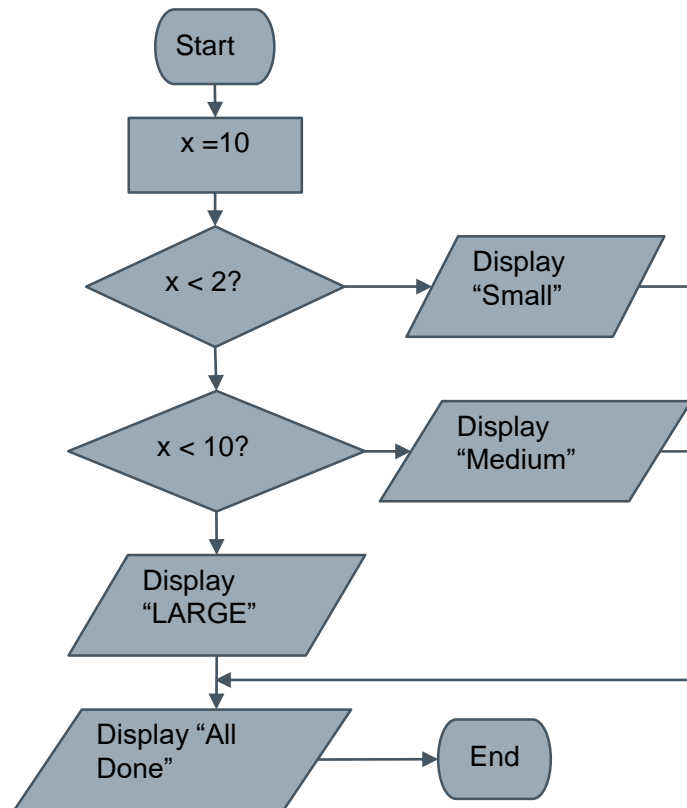 Start
x =10
x < 2?
Display
“Small”
x < 10?
Display
“Medium”
Display
“LARGE”
Display “All
Done”
End